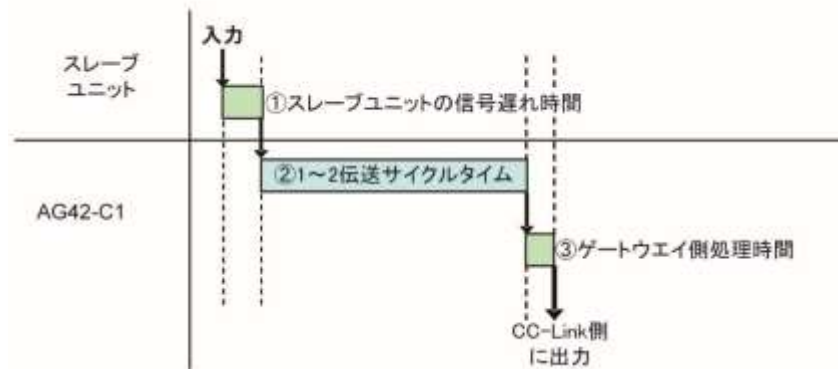 スレーブ
ユニット
入力
①スレーブユニットの信号遅れ時間
AG42-C1
②1～2伝送サイクルタイム
③ゲートウエイ側処理時間
CC-Link側
に出力